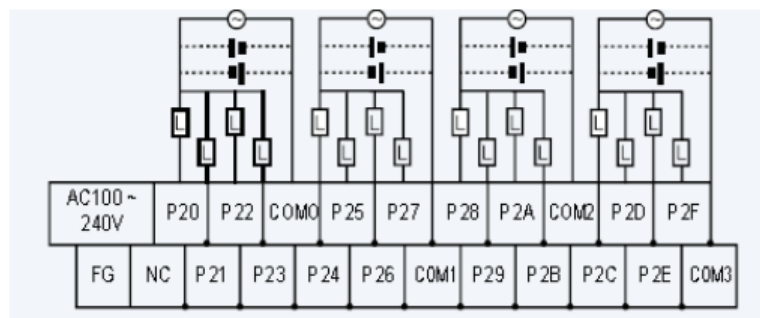 L L L L L L L L
L L L L L L L L
AC100 ~ 240V P20 P22 COM0 P25 P27 P28 P2A COM2 P2D P2F
FG NC P21 P23 P24 P26 COM1 P29 P2B P2C P2E COM3